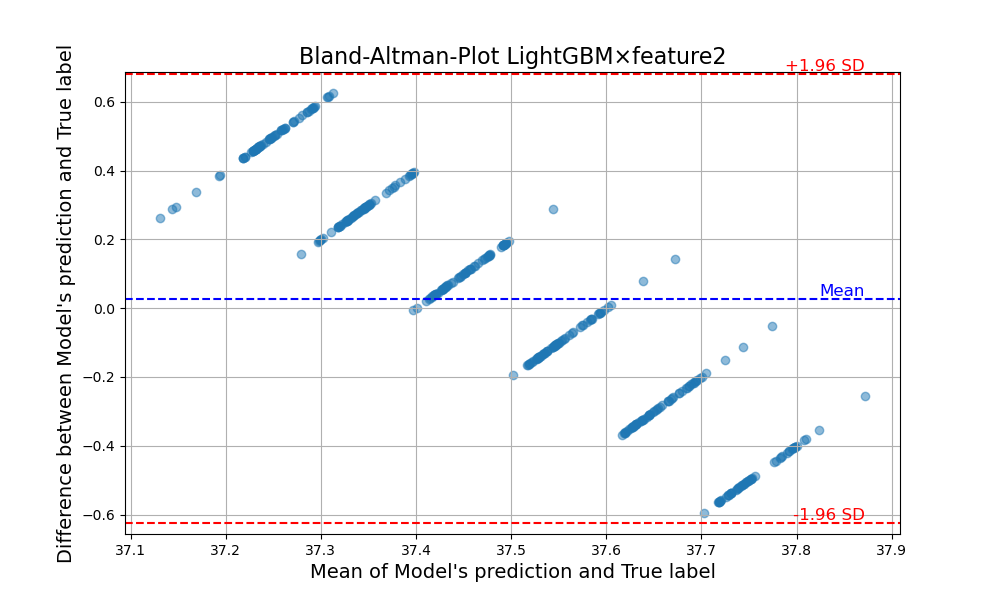 Bland-Altman-Plot LightGBM×feature2
Difference between Model's prediction and True label
+1.96 SD
0.6
0.4
0.2
Mean
0.0
−0.2
−0.4
-1.96 SD
−0.6
37.1 37.2 37.3 37.4 37.5 37.6 37.7 37.8 37.9
Mean of Model's prediction and True label